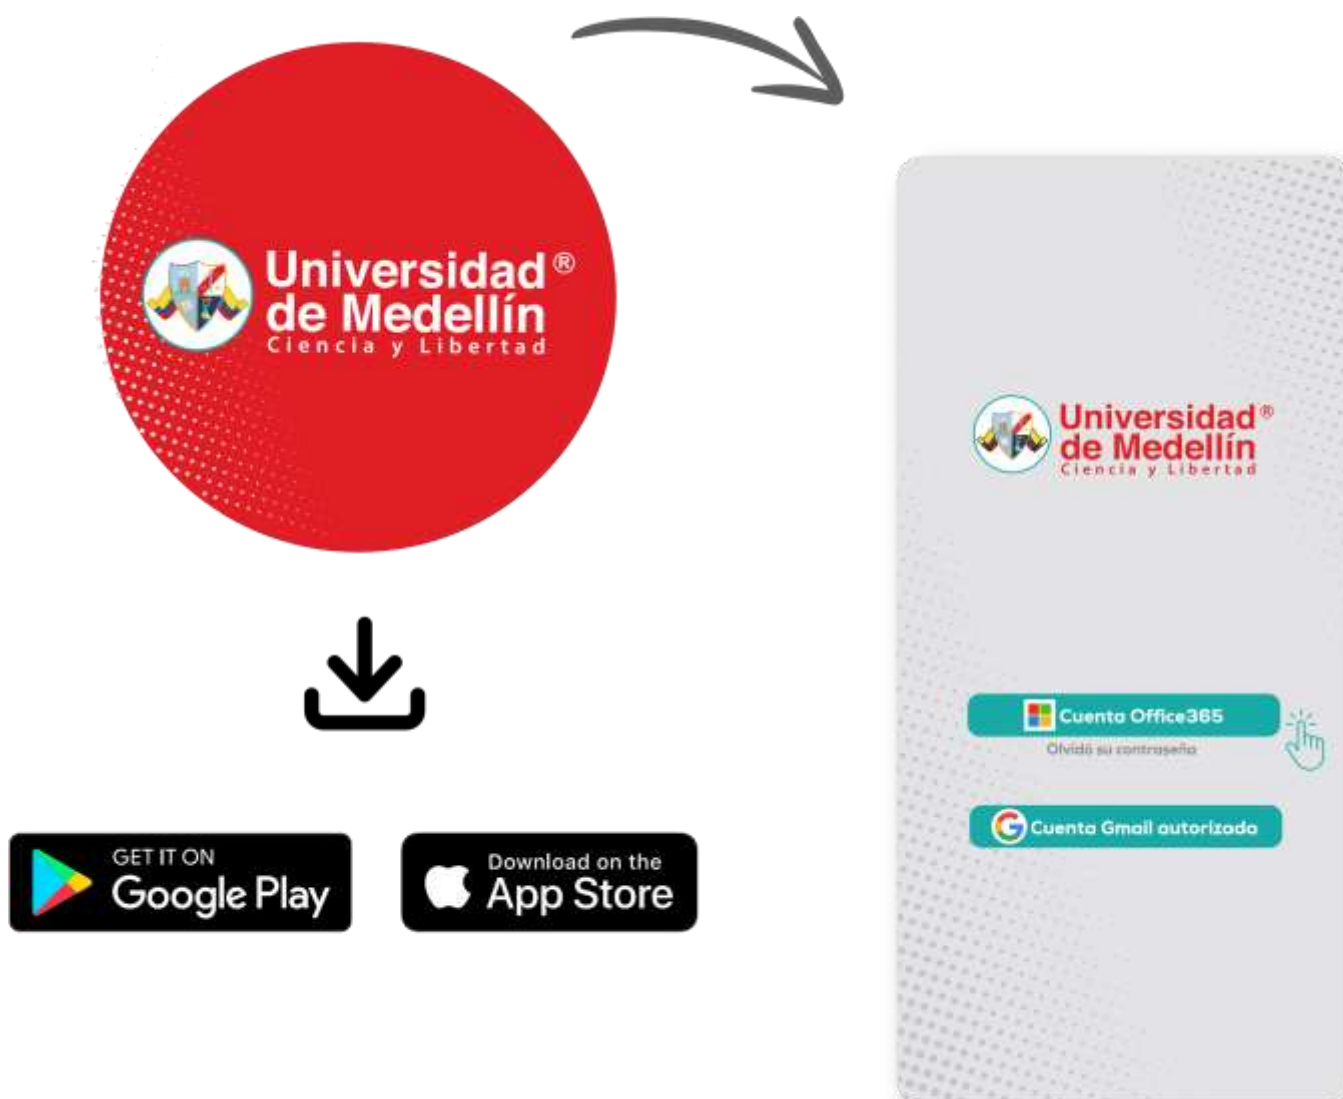 Universidad®
de Medellín
Ciencia y Libertad
GET IT ON
Google Play
Download on the
App Store
Universidad®
de Medellín
Ciencia y Libertad
Cuenta Office365
Olvidó su contraseña
Cuenta Gmail autorizada